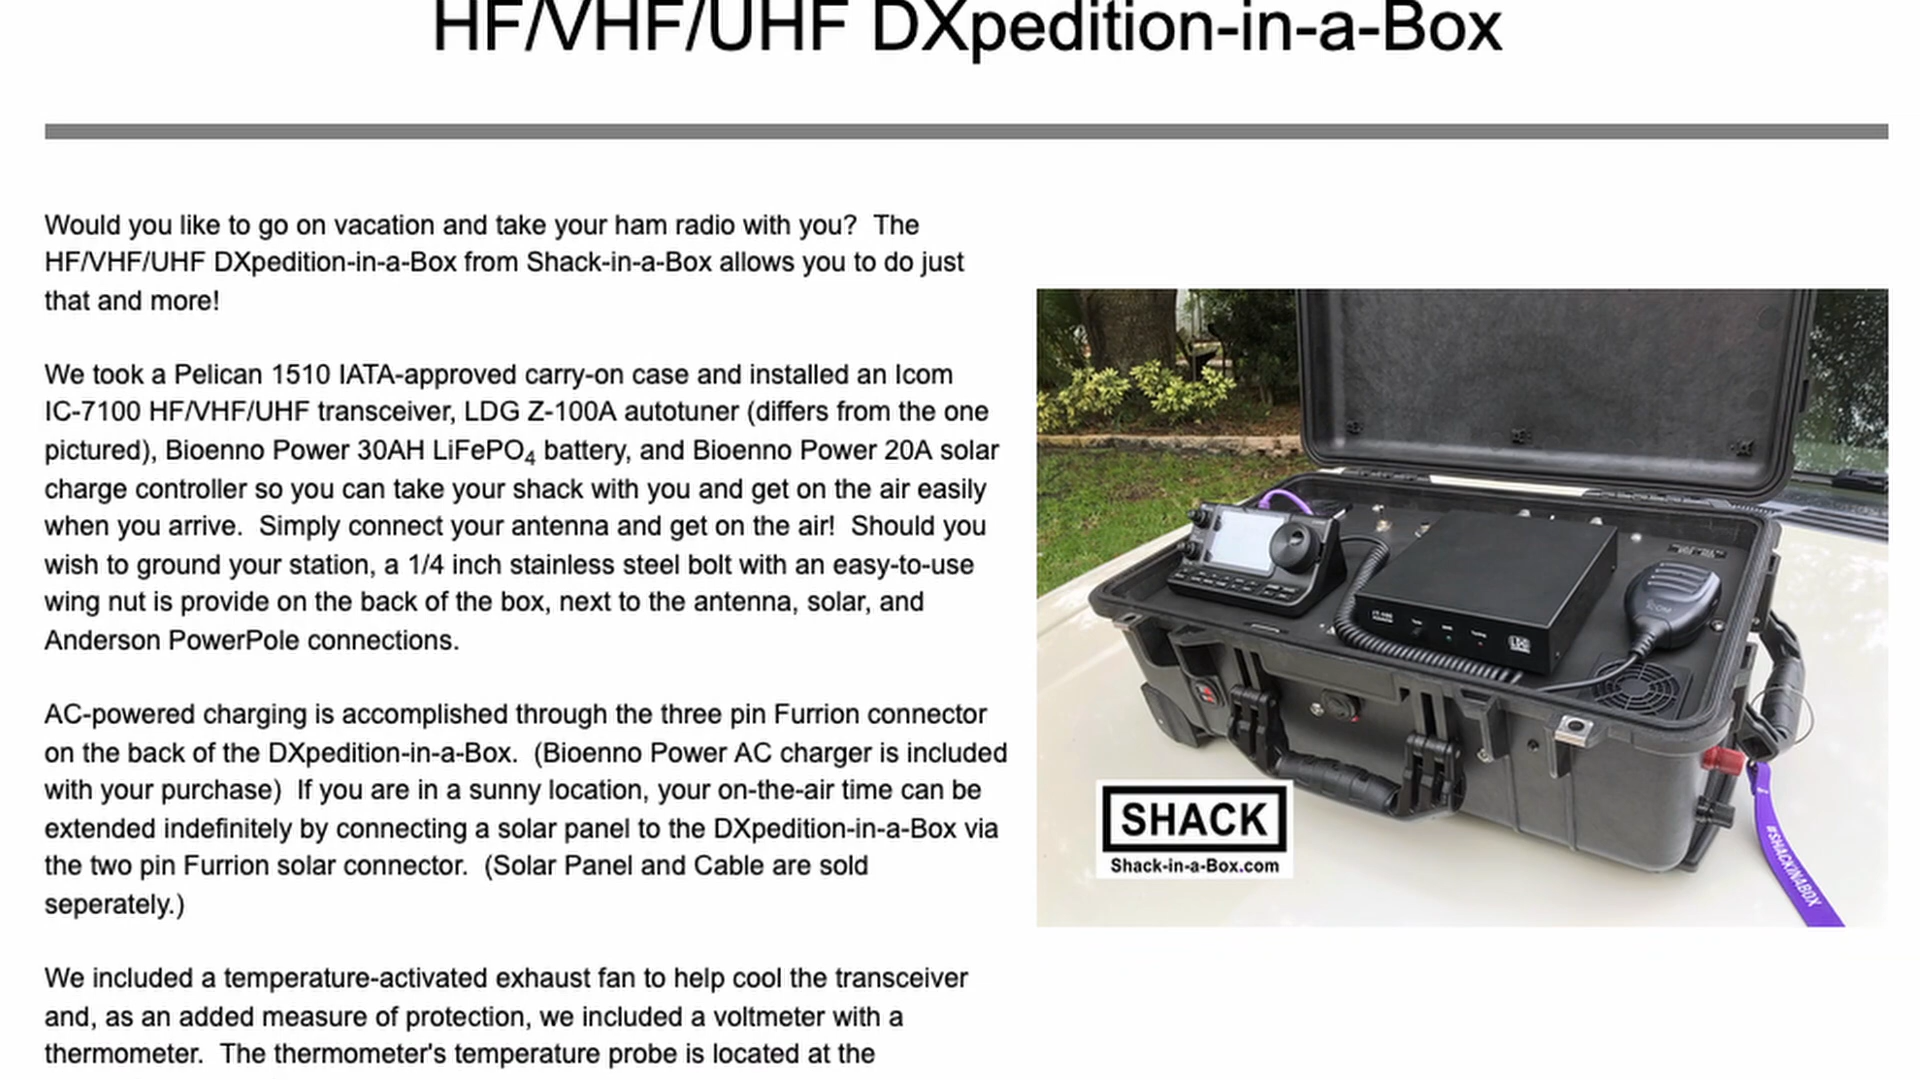 HF/VHF/UHF DXpedition-in-a-Box
Would you like to go on vacation and take your ham radio with you?  The
HF/VHF/UHF DXpedition-in-a-Box from Shack-in-a-Box allows you to do just
that and more!
We took a Pelican 1510 IATA-approved carry-on case and installed an Icom
IC-7100 HF/VHF/UHF transceiver, LDG Z-100A autotuner (differs from the one
pictured), Bioenno Power 30AH LiFePO4 battery, and Bioenno Power 20A solar
charge controller so you can take your shack with you and get on the air easily
when you arrive.  Simply connect your antenna and get on the air!  Should you
wish to ground your station, a 1/4 inch stainless steel bolt with an easy-to-use
wing nut is provide on the back of the box, next to the antenna, solar, and
Anderson PowerPole connections.
AC-powered charging is accomplished through the three pin Furrion connector
on the back of the DXpedition-in-a-Box.  (Bioenno Power AC charger is included
with your purchase)  If you are in a sunny location, your on-the-air time can be
extended indefinitely by connecting a solar panel to the DXpedition-in-a-Box via
the two pin Furrion solar connector.  (Solar Panel and Cable are sold
seperately.)
We included a temperature-activated exhaust fan to help cool the transceiver
and, as an added measure of protection, we included a voltmeter with a
thermometer.  The thermometer's temperature probe is located at the
ICOM
LDG
SHACK
Shack-in-a-Box.com
#SHACKINABOX